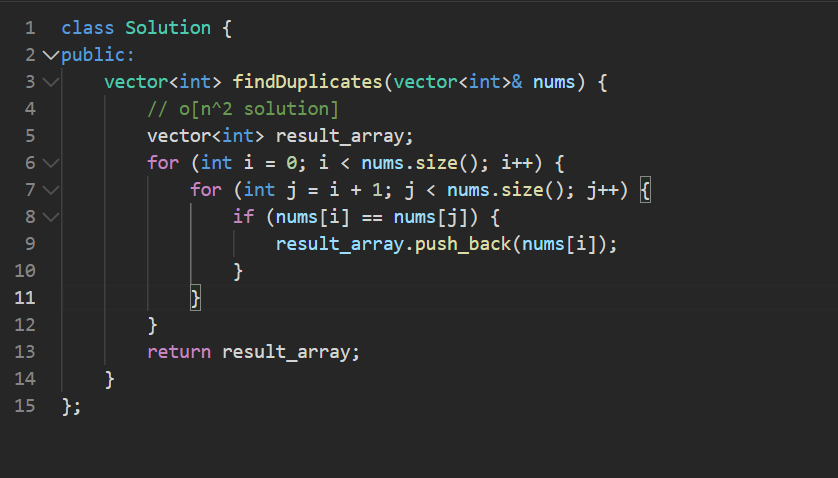 1 class Solution {
2 public:
3     vector<int> findDuplicates(vector<int>& nums) {
4         // o[n^2 solution]
5         vector<int> result_array;
6         for (int i = 0; i < nums.size(); i++) {
7             for (int j = i + 1; j < nums.size(); j++) {
8                 if (nums[i] == nums[j]) {
9                     result_array.push_back(nums[i]);
10                 }
11             }
12         }
13         return result_array;
14     }
15 };